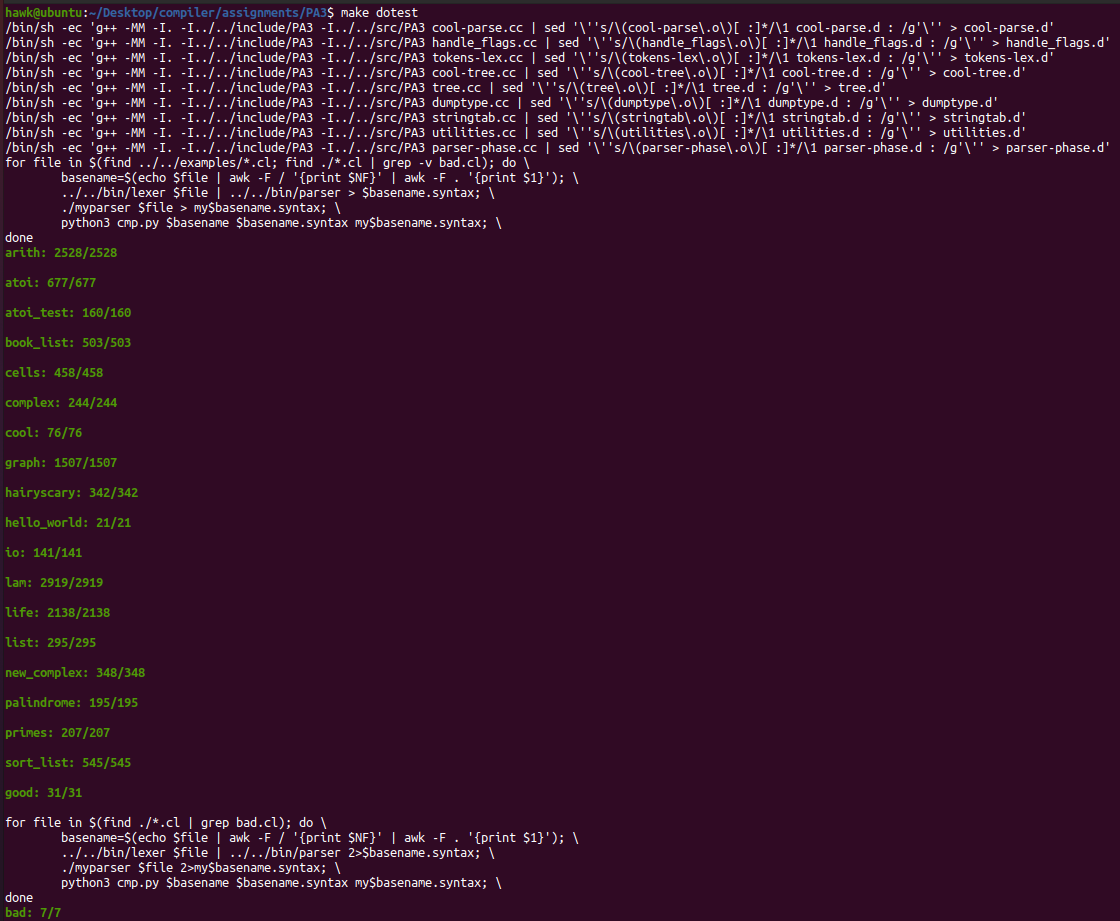 hawk@ubuntu:~/Desktop/compiler/assignments/PA3$ make dotest
/bin/sh -ec 'g++ -MM -I. -I../../include/PA3 -I../../src/PA3 cool-parse.cc | sed '\''s/\(cool-parse\.o\)[ :]*/\1 cool-parse.d : /g'\'' > cool-parse.d'
/bin/sh -ec 'g++ -MM -I. -I../../include/PA3 -I../../src/PA3 handle_flags.cc | sed '\''s/\(handle_flags\.o\)[ :]*/\1 handle_flags.d : /g'\'' > handle_flags.d'
/bin/sh -ec 'g++ -MM -I. -I../../include/PA3 -I../../src/PA3 tokens-lex.cc | sed '\''s/\(tokens-lex\.o\)[ :]*/\1 tokens-lex.d : /g'\'' > tokens-lex.d'
/bin/sh -ec 'g++ -MM -I. -I../../include/PA3 -I../../src/PA3 cool-tree.cc | sed '\''s/\(cool-tree\.o\)[ :]*/\1 cool-tree.d : /g'\'' > cool-tree.d'
/bin/sh -ec 'g++ -MM -I. -I../../include/PA3 -I../../src/PA3 tree.cc | sed '\''s/\(tree\.o\)[ :]*/\1 tree.d : /g'\'' > tree.d'
/bin/sh -ec 'g++ -MM -I. -I../../include/PA3 -I../../src/PA3 dumptype.cc | sed '\''s/\(dumptype\.o\)[ :]*/\1 dumptype.d : /g'\'' > dumptype.d'
/bin/sh -ec 'g++ -MM -I. -I../../include/PA3 -I../../src/PA3 stringtab.cc | sed '\''s/\(stringtab\.o\)[ :]*/\1 stringtab.d : /g'\'' > stringtab.d'
/bin/sh -ec 'g++ -MM -I. -I../../include/PA3 -I../../src/PA3 utilities.cc | sed '\''s/\(utilities\.o\)[ :]*/\1 utilities.d : /g'\'' > utilities.d'
/bin/sh -ec 'g++ -MM -I. -I../../include/PA3 -I../../src/PA3 parser-phase.cc | sed '\''s/\(parser-phase\.o\)[ :]*/\1 parser-phase.d : /g'\'' > parser-phase.d'
for file in $(find ../../examples/*.cl; find ./*.cl | grep -v bad.cl); do \
basename=$(echo $file | awk -F / '{print $NF}' | awk -F . '{print $1}'); \
../../bin/lexer $file | ../../bin/parser > $basename.syntax; \
./myparser $file > my$basename.syntax; \
python3 cmp.py $basename $basename.syntax my$basename.syntax; \
done
arith: 2528/2528
atoi: 677/677
atoi_test: 160/160
book_list: 503/503
cells: 458/458
complex: 244/244
cool: 76/76
graph: 1507/1507
hairyscary: 342/342
hello_world: 21/21
io: 141/141
lam: 2919/2919
life: 2138/2138
list: 295/295
new_complex: 348/348
palindrome: 195/195
primes: 207/207
sort_list: 545/545
good: 31/31
for file in $(find ./*.cl | grep bad.cl); do \
basename=$(echo $file | awk -F / '{print $NF}' | awk -F . '{print $1}'); \
../../bin/lexer $file | ../../bin/parser 2>$basename.syntax; \
./myparser $file 2>my$basename.syntax; \
python3 cmp.py $basename $basename.syntax my$basename.syntax; \
done
bad: 7/7